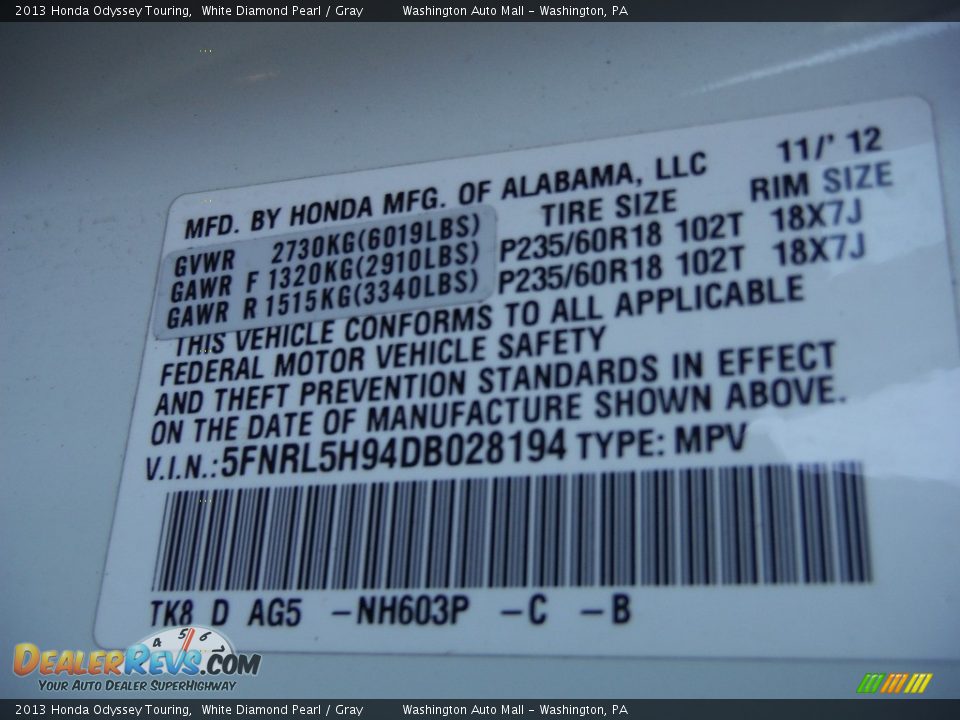 2013 Honda Odyssey Touring, White Diamond Pearl / Gray Washington Auto Mall - Washington, PA
MFD. BY HONDA MFG. OF ALABAMA, LLC 11/' 12
TIRE SIZE RIM SIZE
GVWR 2730KG(6019LBS)
GAWR F 1320KG(2910LBS) P235/60R18 102T 18X7J
GAWR R 1515KG(3340LBS) P235/60R18 102T 18X7J
THIS VEHICLE CONFORMS TO ALL APPLICABLE
FEDERAL MOTOR VEHICLE SAFETY
AND THEFT PREVENTION STANDARDS IN EFFECT
ON THE DATE OF MANUFACTURE SHOWN ABOVE.
V.I.N.:5FNRL5H94DB028194 TYPE: MPV
TK8 D AG5 -NH603P -C -B
4 5 6 7
DEALERREVS.COM
YOUR AUTO DEALER SUPERHIGHWAY
2013 Honda Odyssey Touring, White Diamond Pearl / Gray Washington Auto Mall - Washington, PA